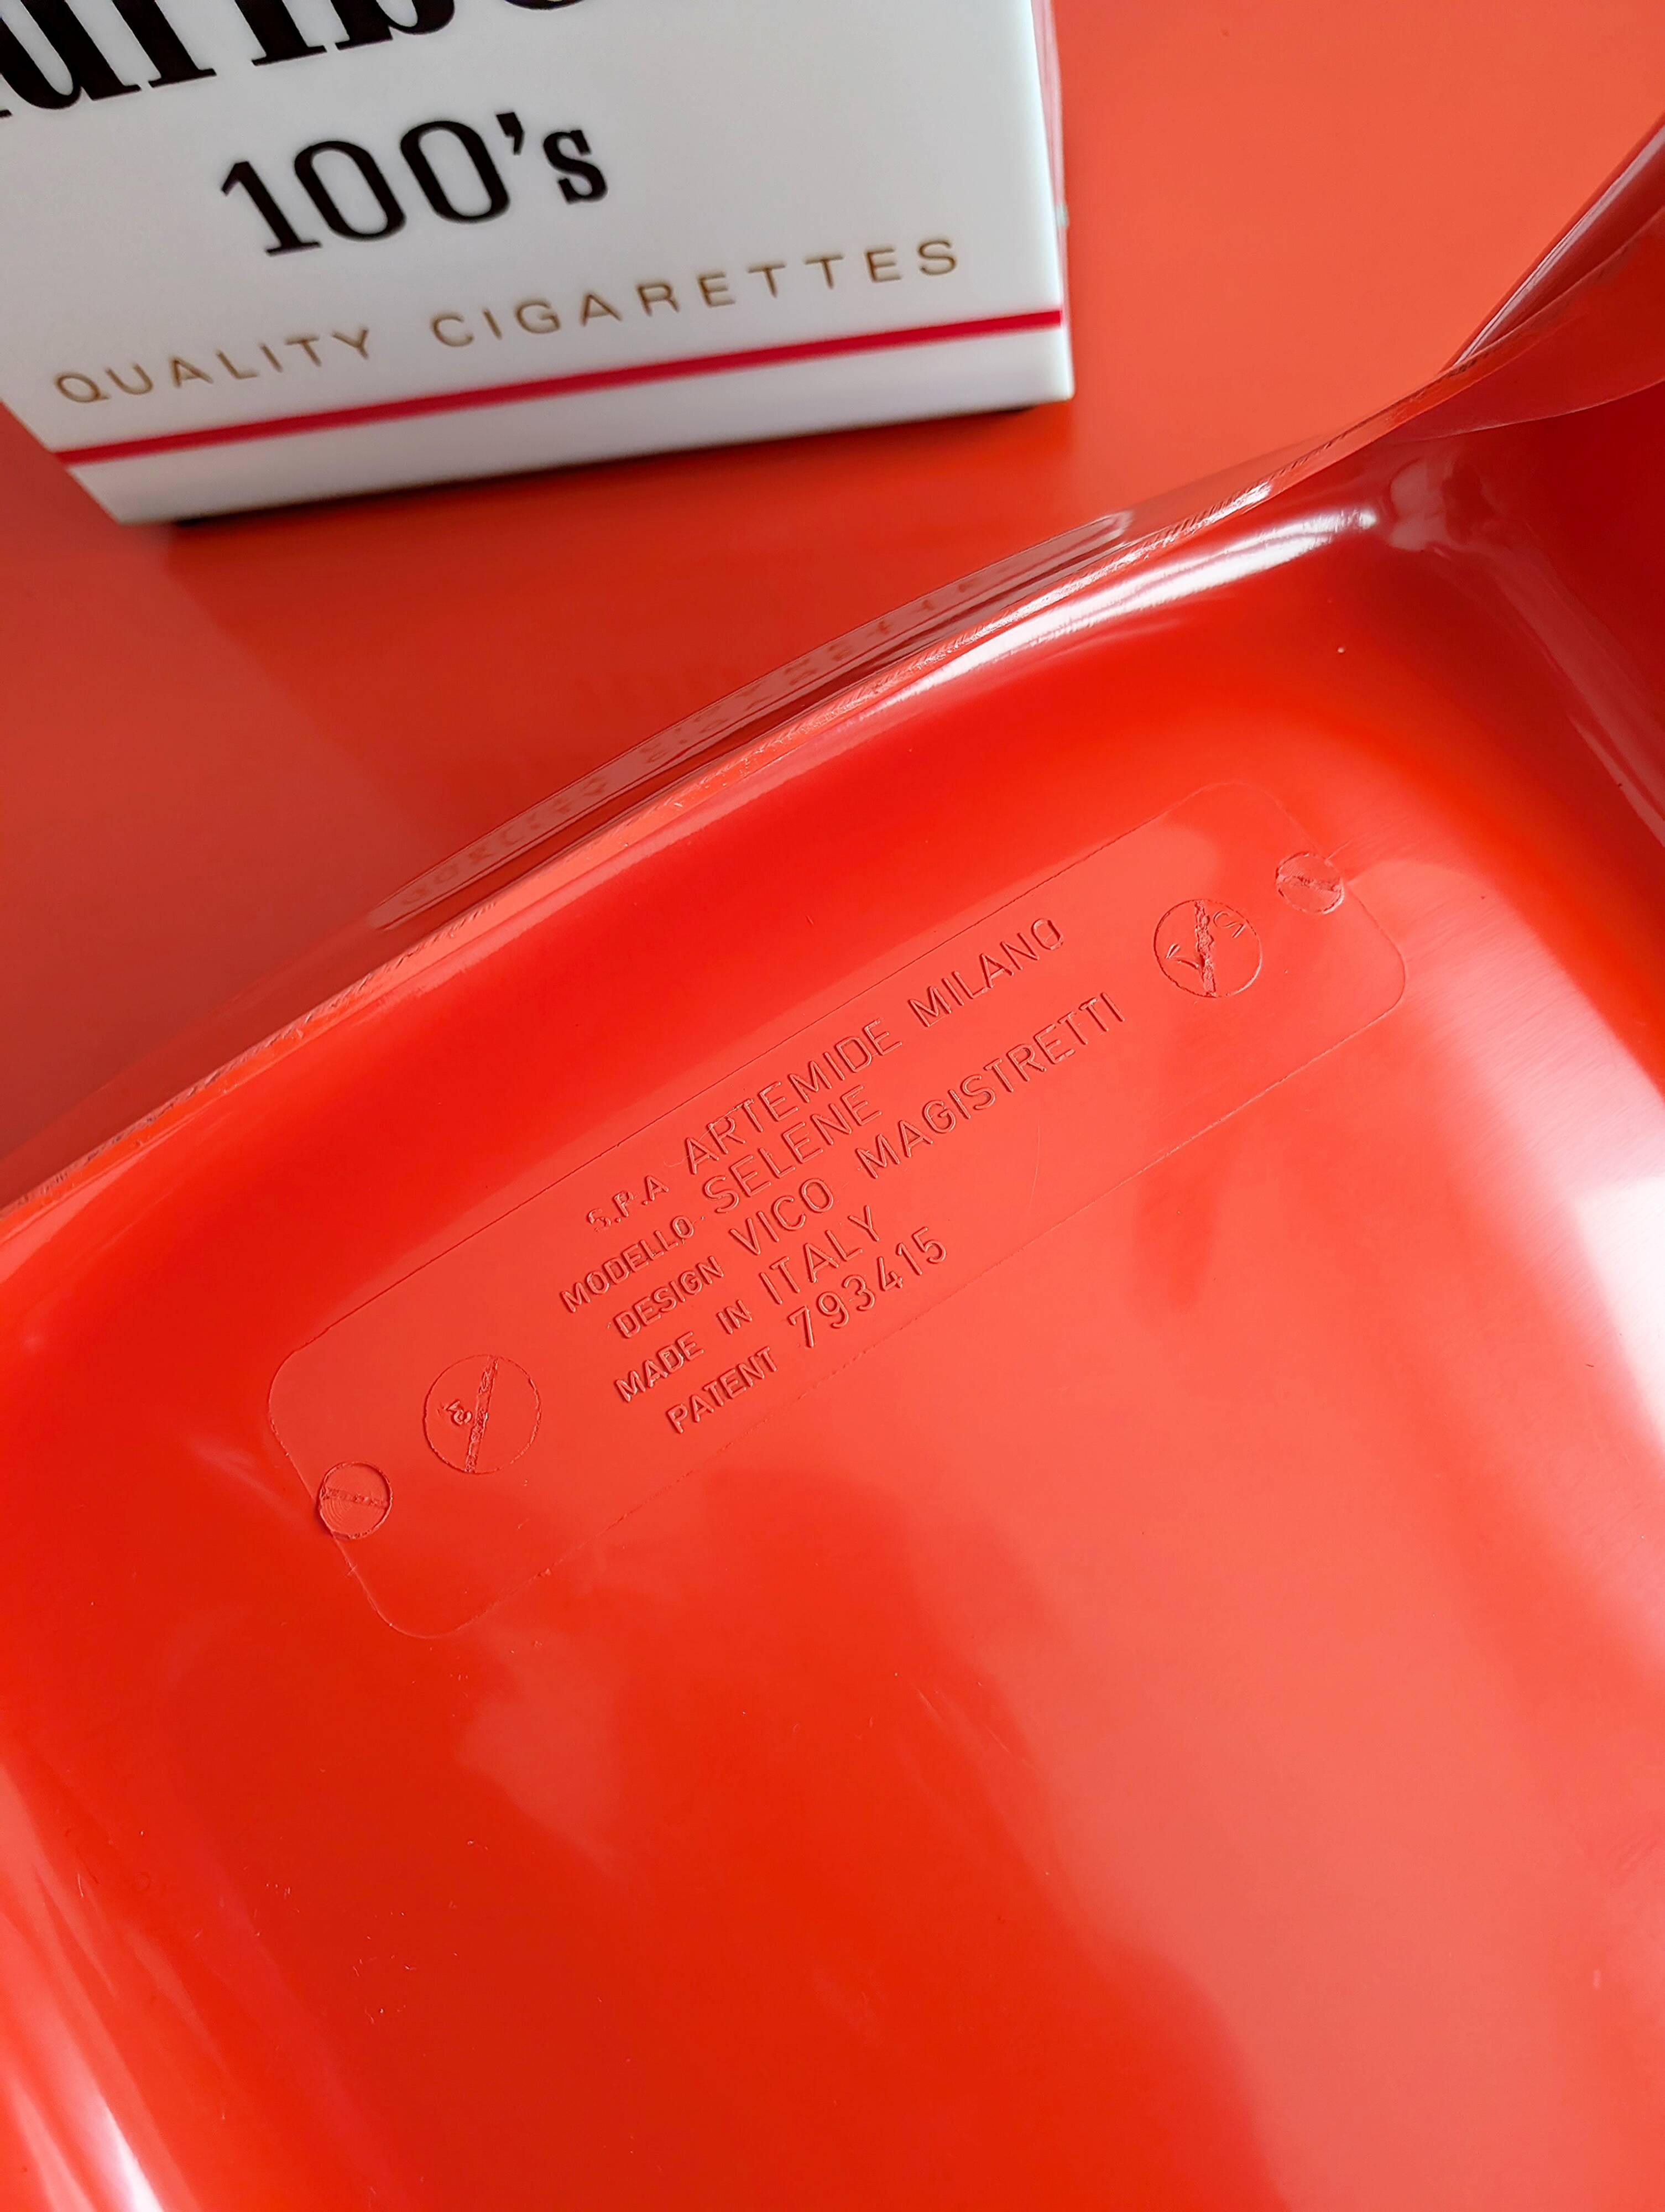 100's
QUALITY CIGARETTES
S.P.A ARTEMIDE MILANO
MODELLO SELENE
DESIGN VICO MAGISTRETTI
MADE IN ITALY
PATENT 793415